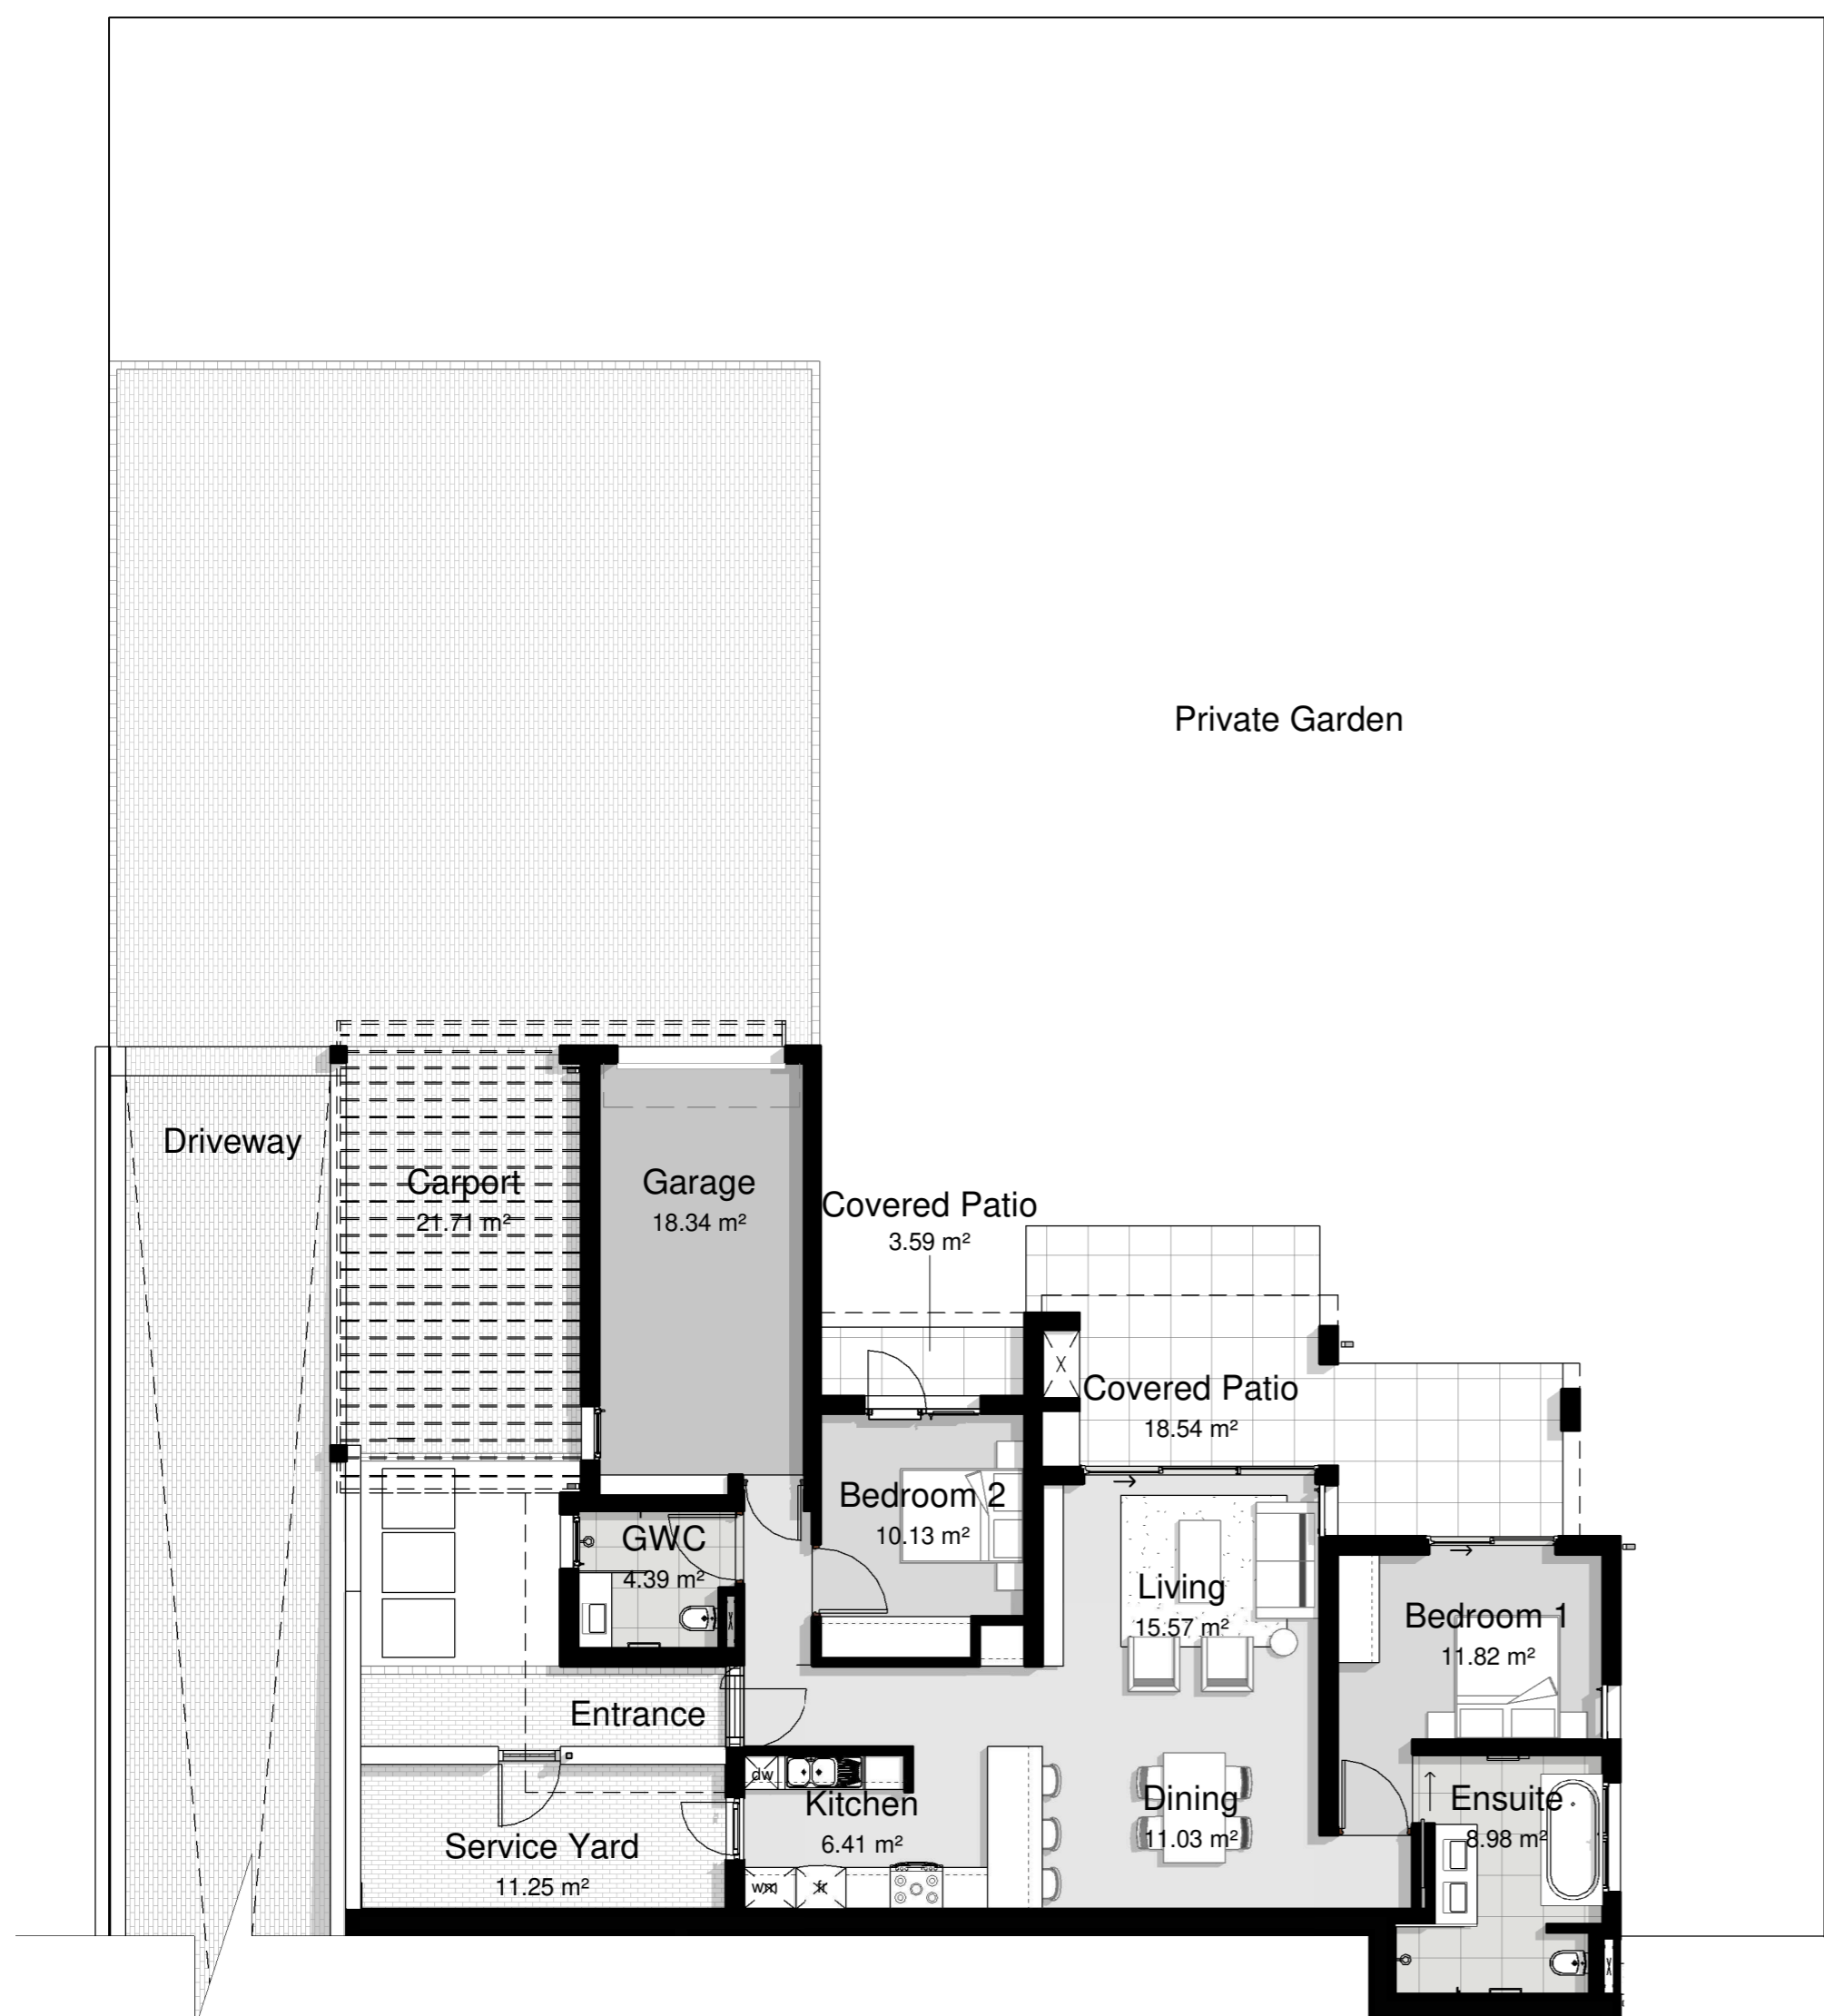 Private Garden
Driveway
Carport
21.71 m²
Garage
18.34 m²
Covered Patio
3.59 m²
Covered Patio
18.54 m²
Bedroom 2
10.13 m²
GWC
4.39 m²
Living
15.57 m²
Bedroom 1
11.82 m²
Entrance
dw
Kitchen
6.41 m²
Dining
11.03 m²
Ensuite
8.98 m²
Service Yard
11.25 m²
wm
fr